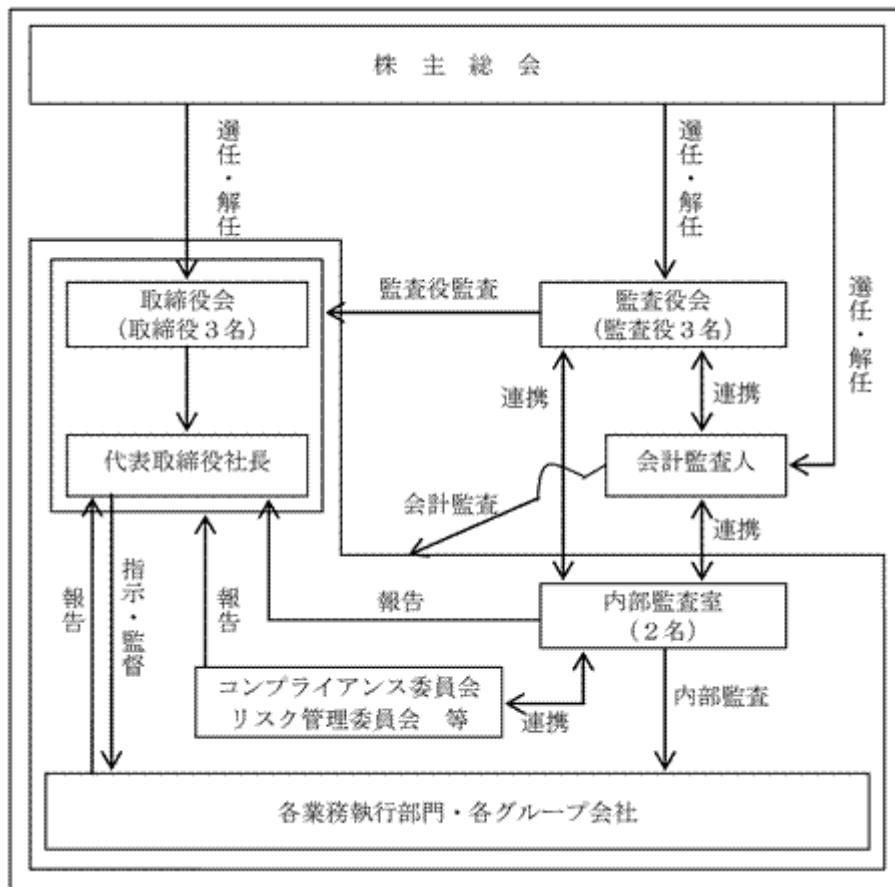 株 主 総 会
選任・解任
選任・解任
選任・解任
取締役会
（取締役３名）
監査役監査
監査役会
（監査役３名）
連携
連携
代表取締役社長
会計監査人
会計監査
連携
報告
指示・監督
報告
報告
内部監査室
（２名）
コンプライアンス委員会
リスク管理委員会　等
連携
内部監査
各業務執行部門・各グループ会社